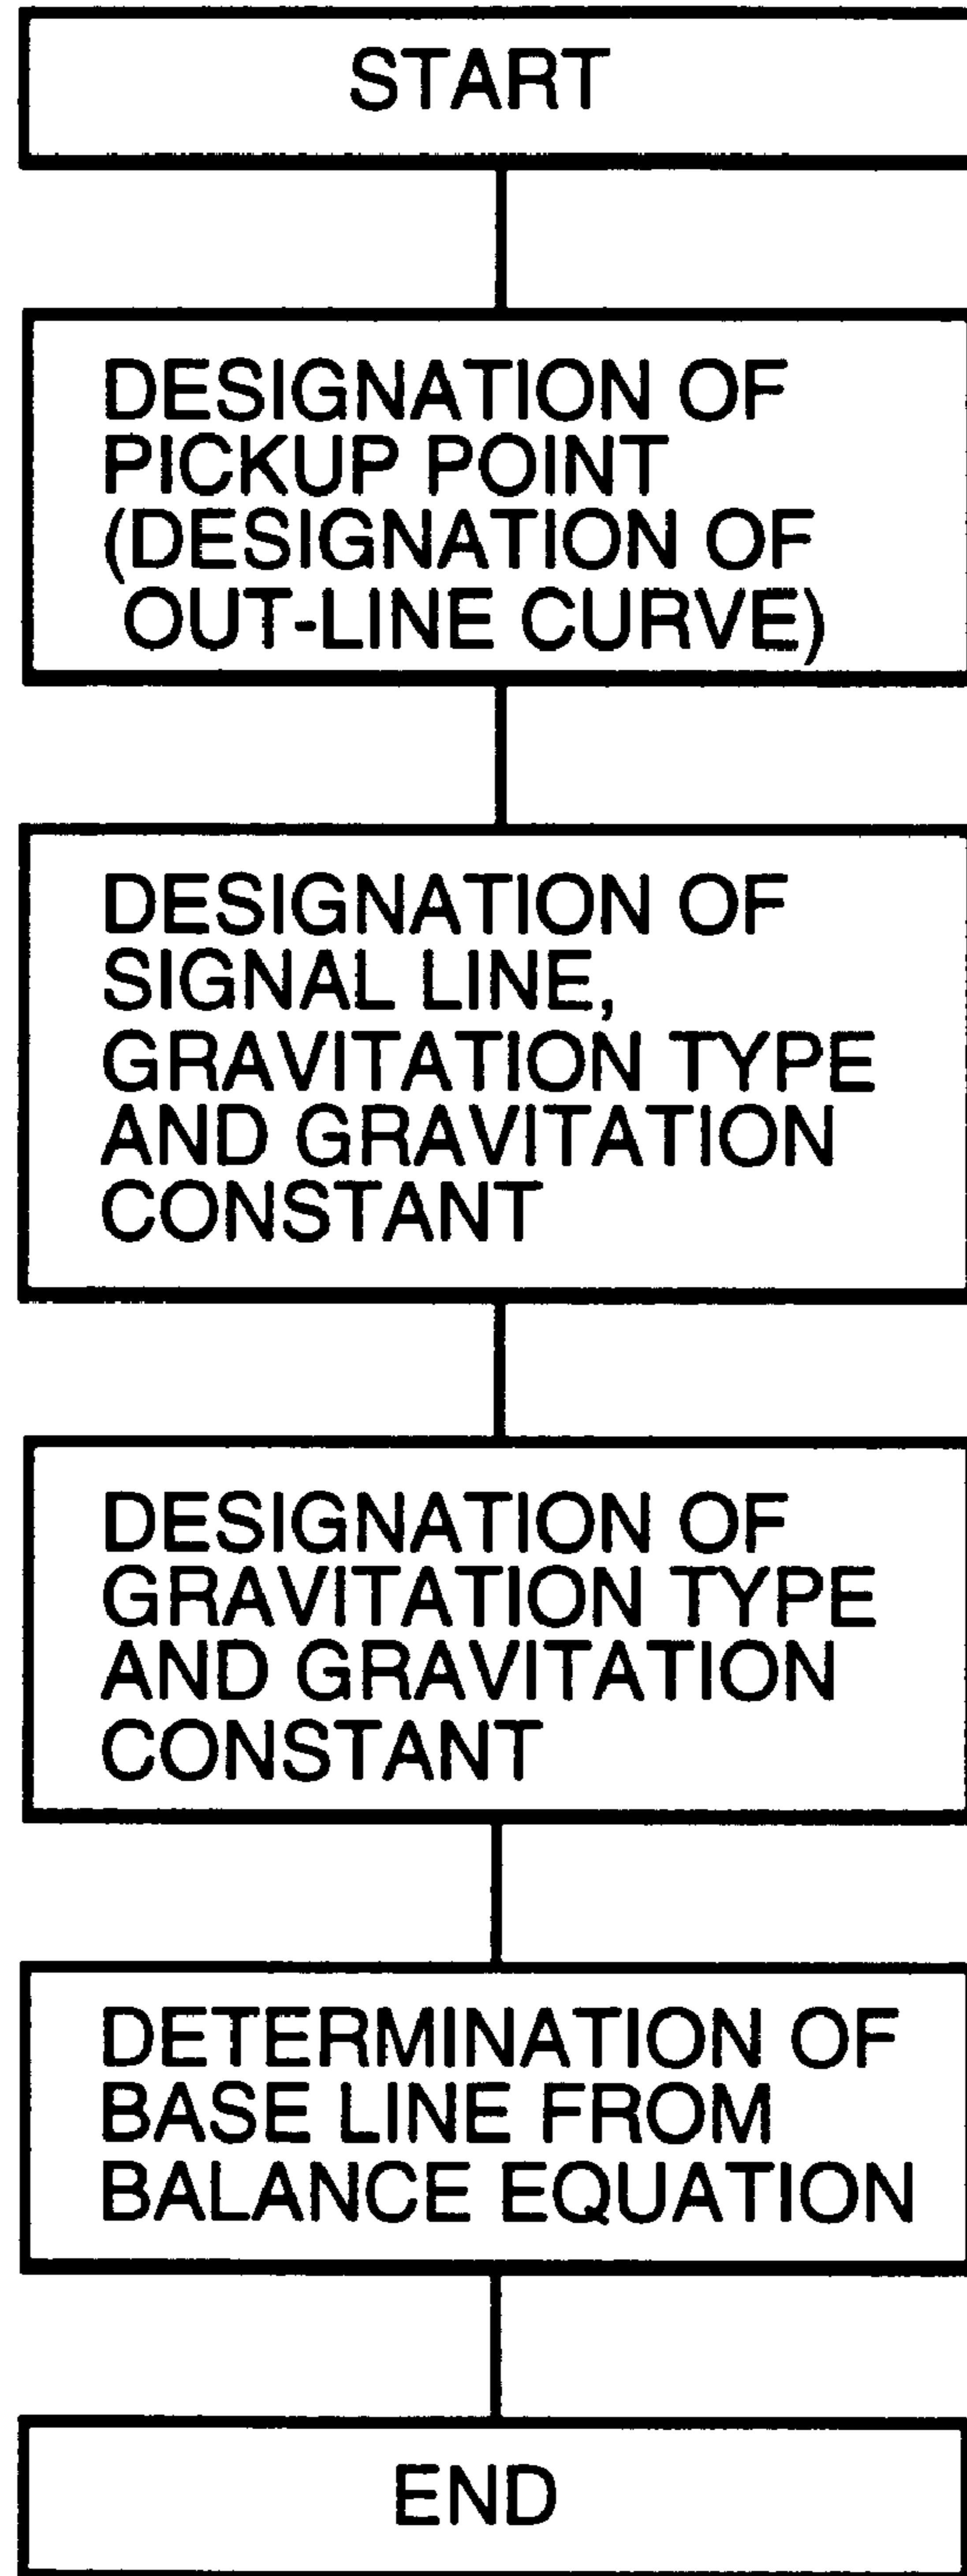 START
DESIGNATION OF
PICKUP POINT
(DESIGNATION OF
OUT-LINE CURVE)
DESIGNATION OF
SIGNAL LINE,
GRAVITATION TYPE
AND GRAVITATION
CONSTANT
DESIGNATION OF
GRAVITATION TYPE
AND GRAVITATION
CONSTANT
DETERMINATION OF
BASE LINE FROM
BALANCE EQUATION
END